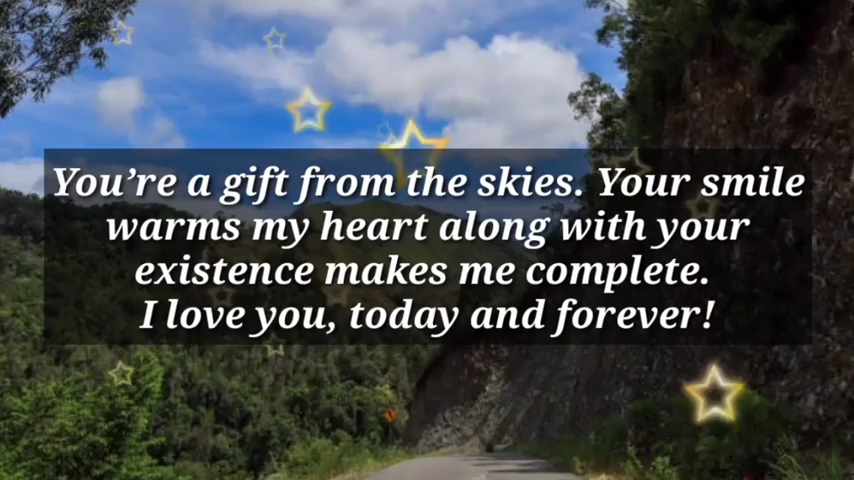 You’re a gift from the skies. Your smile
warms my heart along with your
existence makes me complete.
I love you, today and forever!